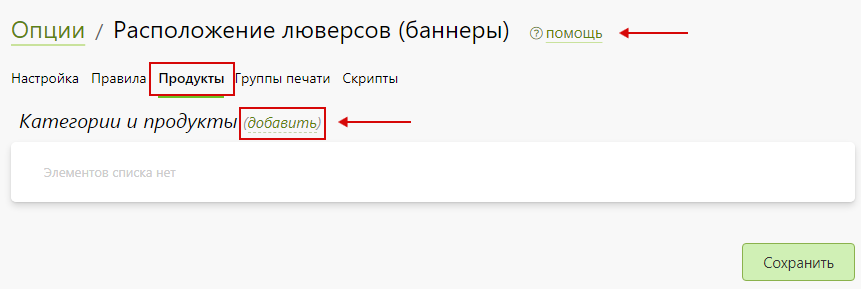 Опции / Расположение люверсов (баннеры) ? помощь
Настройка Правила Продукты Группы печати Скрипты
Категории и продукты (добавить)
Элементов списка нет
Сохранить